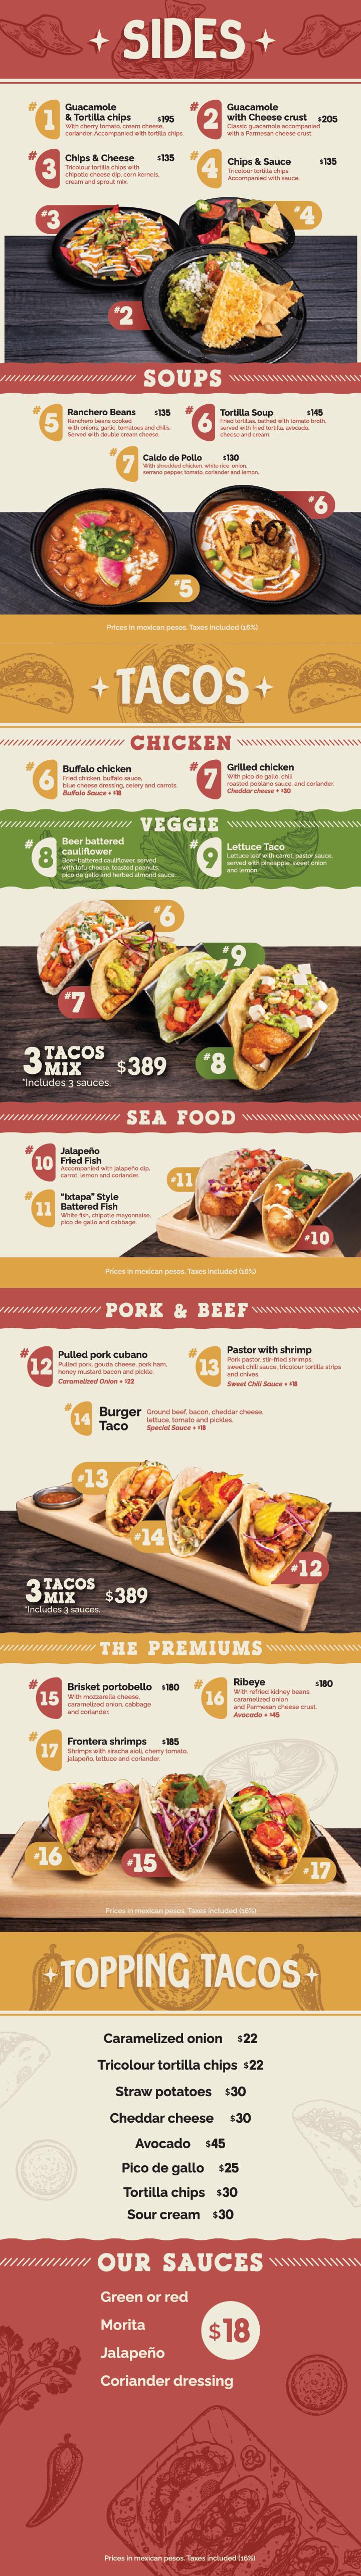 SIDES
#1 Guacamole
& Tortilla chips $195
With cherry tomato, cream cheese,
coriander. Accompanied with tortilla chips.
#2 Guacamole
with Cheese crust $205
Classic guacamole accompanied
with a Parmesan cheese crust.
#3 Chips & Cheese $135
Tricolour tortilla chips with
chipotle cheese dip, corn kernels,
cream and sprout mix.
#4 Chips & Sauce $135
Tricolour tortilla chips.
Accompanied with sauce.
#3
#4
#2
SOUPS
#5 Ranchero Beans $135
Ranchero beans cooked
with onions, garlic, tomatoes and chilis.
Served with double cream cheese.
#6 Tortilla Soup $145
Fried tortillas, bathed with tomato broth,
served with fried tortilla, avocado,
cheese and cream.
#7 Caldo de Pollo $130
With shredded chicken, white rice, onion,
serrano pepper, tomato, coriander and lemon.
#6
#5
Prices in mexican pesos. Taxes included (16%)
TACOS
CHICKEN
#6 Buffalo chicken
Fried chicken, buffalo sauce,
blue cheese dressing, celery and carrots.
Buffalo Sauce + $18
#7 Grilled chicken
With pico de gallo, chili
roasted poblano sauce, and coriander.
Cheddar cheese + $30
VEGGIE
#8 Beer battered
cauliflower
Beer-battered cauliflower, served
with tofu cheese, toasted peanuts,
pico de gallo and herbed almond sauce.
#9 Lettuce Taco
Lettuce leaf with carrot, pastor sauce,
served with pineapple, sweet onion
and lemon.
#6
#9
#7
#8
3 TACOS
MIX $389
*Includes 3 sauces.
SEA FOOD
#10 Jalapeño
Fried Fish
Accompanied with jalapeño dip,
carrot, lemon and coriander.
#11 "Ixtapa" Style
Battered Fish
White fish, chipotle mayonnaise,
pico de gallo and cabbage.
#11
#10
Prices in mexican pesos. Taxes included (16%)
PORK & BEEF
#12 Pulled pork cubano
Pulled pork, gouda cheese, pork ham,
honey mustard bacon and pickle.
Caramelized Onion + $22
#13 Pastor with shrimp
Pork pastor, stir-fried shrimps,
sweet chili sauce, tricolour tortilla strips
and chives.
Sweet Chili Sauce + $18
#14 Burger
Taco
Ground beef, bacon, cheddar cheese,
lettuce, tomato and pickles.
Special Sauce + $18
#13
#14
#12
3 TACOS
MIX $389
*Includes 3 sauces.
THE PREMIUMS
#15 Brisket portobello $180
With mozzarella cheese,
caramelized onion, cabbage
and coriander.
#16 Ribeye $180
With refried kidney beans,
caramelized onion
and Parmesan cheese crust.
Avocado + $45
#17 Frontera shrimps $185
Shrimps with siracha aioli, cherry tomato,
jalapeño, lettuce and coriander.
#16
#15
#17
Prices in mexican pesos. Taxes included (16%)
TOPPING TACOS
Caramelized onion $22
Tricolour tortilla chips $22
Straw potatoes $30
Cheddar cheese $30
Avocado $45
Pico de gallo $25
Tortilla chips $30
Sour cream $30
OUR SAUCES
Green or red
Morita
$18
Jalapeño
Coriander dressing
Prices in mexican pesos. Taxes included (16%)